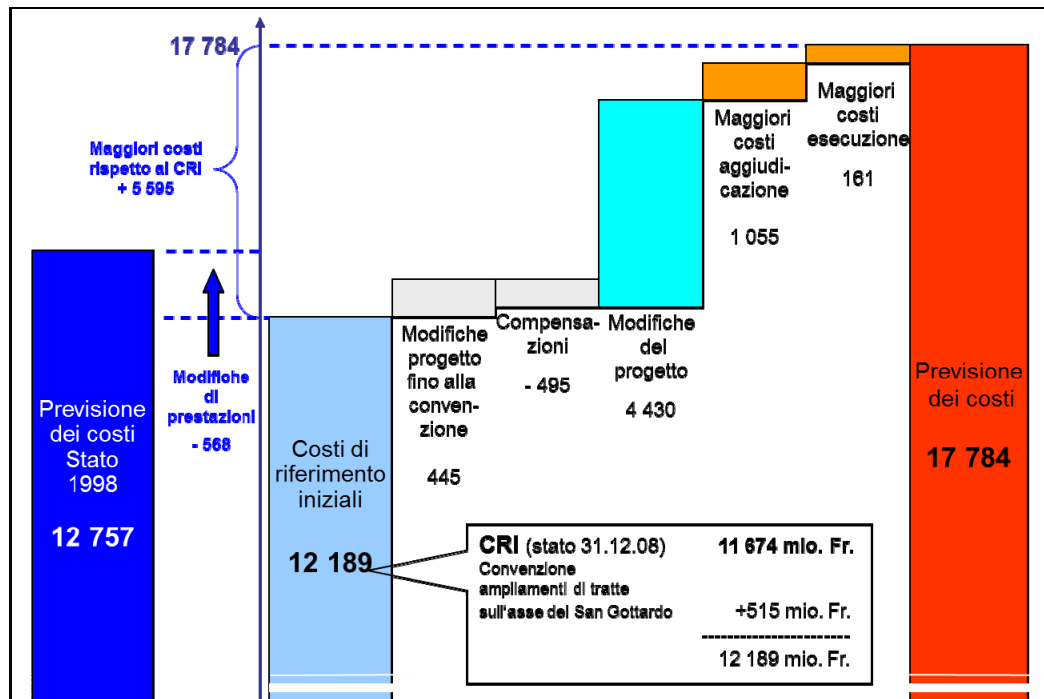 17 784
Maggiori costi
rispetto ai CRI
+ 5 595
Modifiche
di
prestazioni
- 568
Previsione
dei costi
Stato
1998
12 757
Costi di
riferimento
iniziali
12 189
Modifiche
progetto
fino alla
conven-
zione
445
Compensa-
zioni
- 495
Modifiche
del
progetto
4 430
Maggiori
costi
aggiudi-
cazione
1 055
Maggiori
costi
esecuzione
161
Previsione
dei costi
17 784
CRI (stato 31.12.08) 11 674 mio. Fr.
Convenzione
ampliamenti di tratte
sull'asse del San Gottardo +515 mio. Fr.
-----------------------
12 189 mio. Fr.